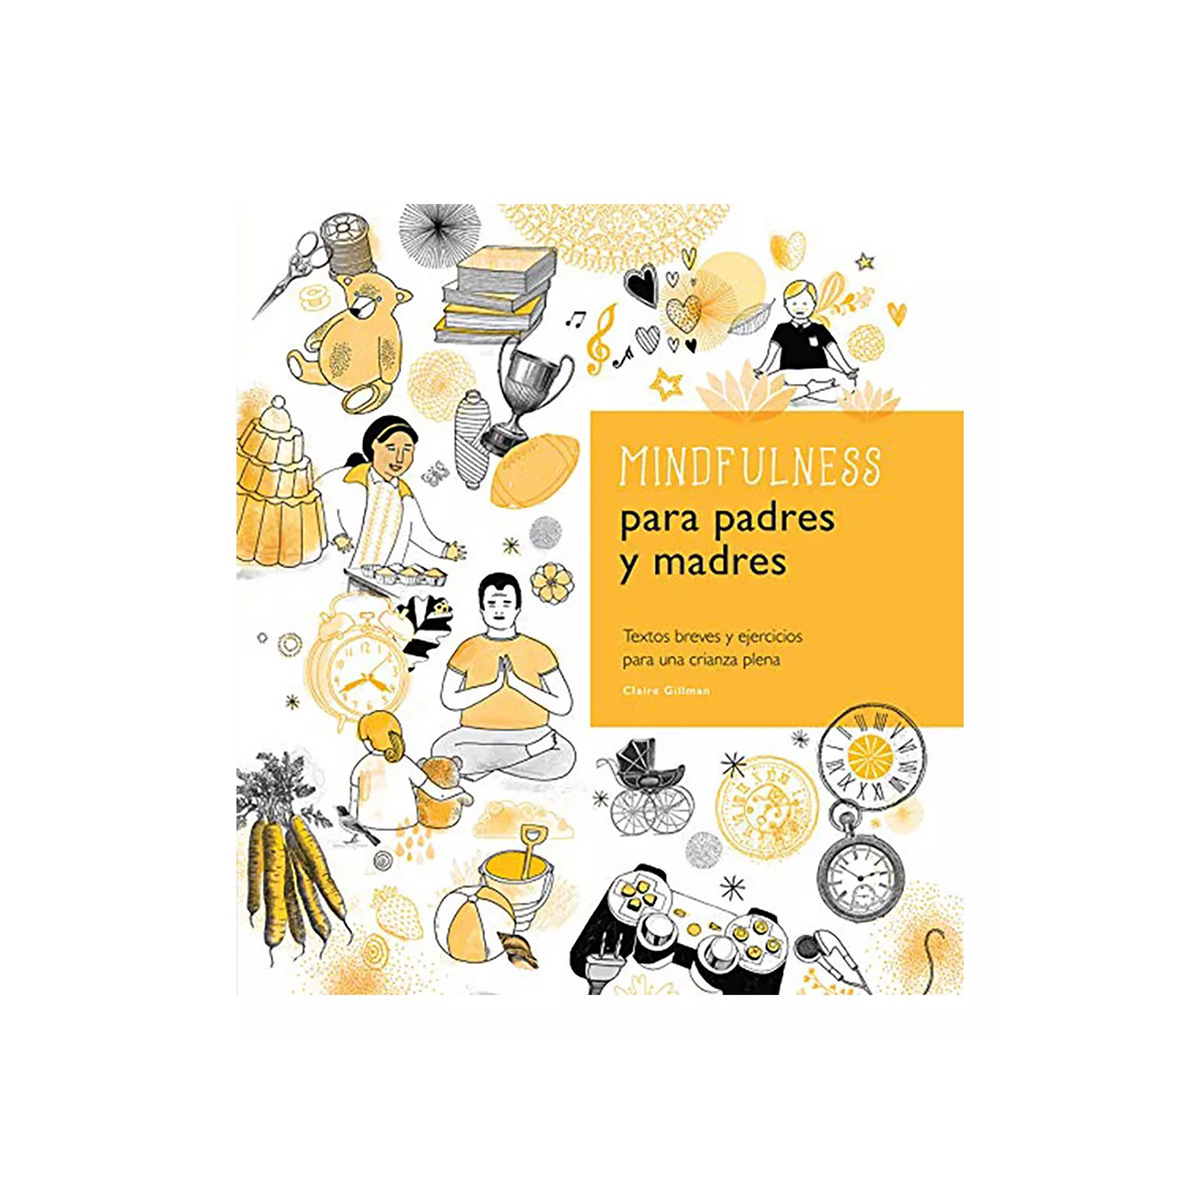 MINDFULNESS
para padres
y madres
Textos breves y ejercicios
para una crianza plena
Claire Gillman